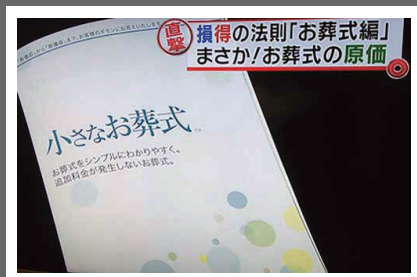 直撃
損得の法則「お葬式編」
まさか!お葬式の原価
小さなお葬式
お葬式をシンプルにわかりやすく。
追加料金が発生しないお葬式。